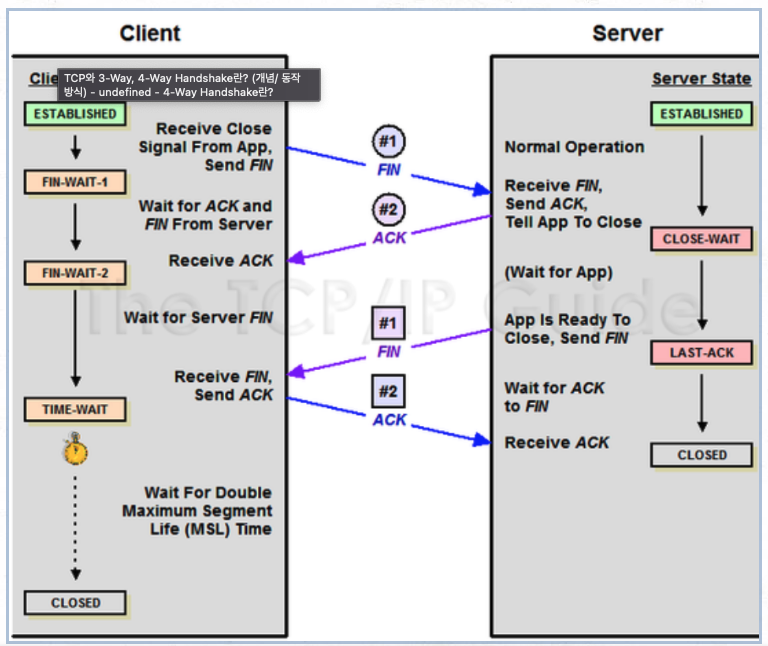 Client
Server
TCP와 3-Way, 4-Way Handshake란? (개념/ 동작
방식) - undefined - 4-Way Handshake란?
ESTABLISHED
Receive Close
Signal From App,
Send FIN
FIN-WAIT-1
Wait for ACK and
FIN From Server
Receive ACK
FIN-WAIT-2
Wait for Server FIN
Receive FIN,
Send ACK
TIME-WAIT
Wait For Double
Maximum Segment
Life (MSL) Time
CLOSED
#1
FIN
#2
ACK
#1
FIN
#2
ACK
Server State
ESTABLISHED
Normal Operation
Receive FIN,
Send ACK,
Tell App To Close
CLOSE-WAIT
(Wait for App)
App Is Ready To
Close, Send FIN
LAST-ACK
Wait for ACK
to FIN
Receive ACK
CLOSED
The TCP/IP Guide